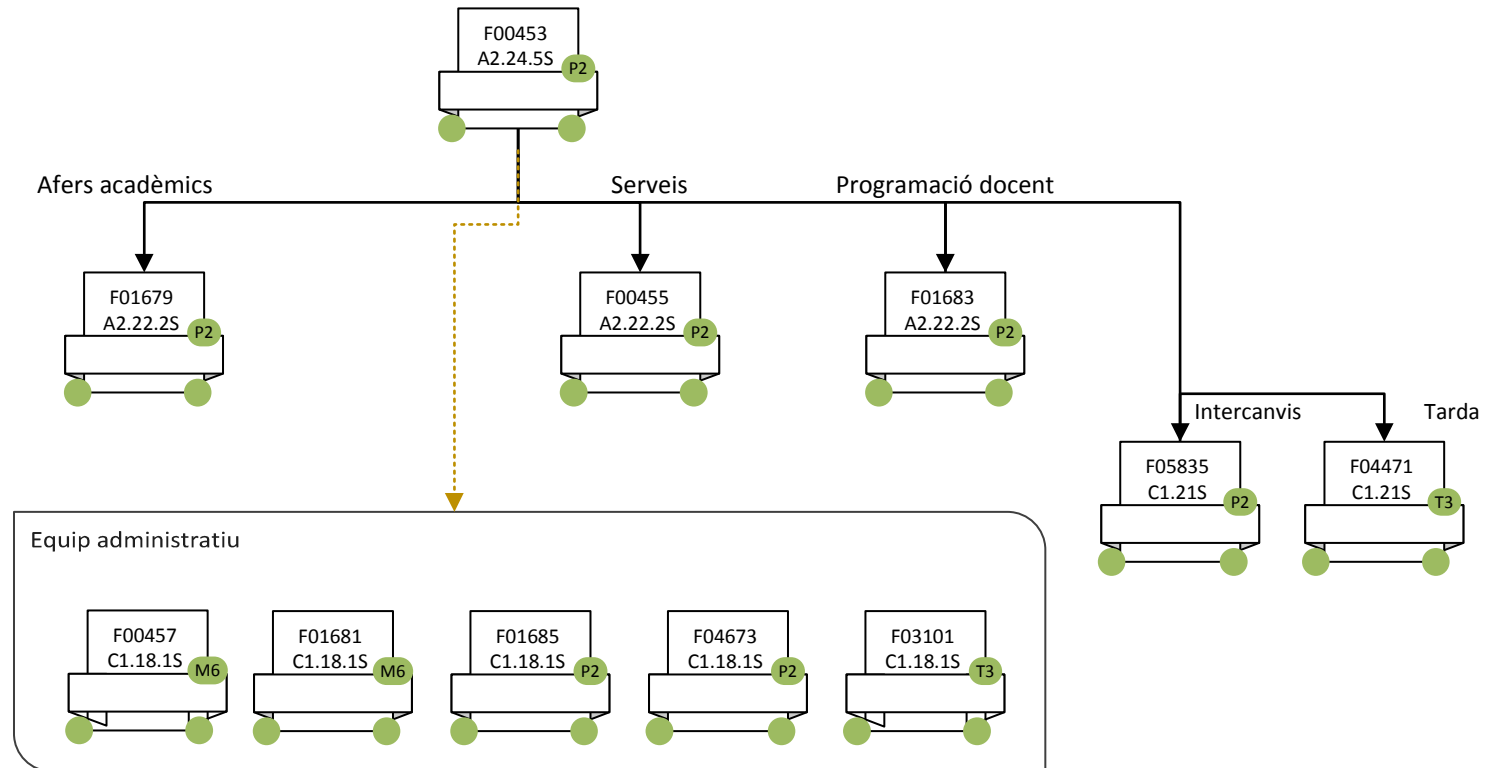 F00453
A2.24.5S
P2
Afers acadèmics
Serveis
Programació docent
F01679
A2.22.2S
P2
F00455
A2.22.2S
P2
F01683
A2.22.2S
P2
Intercanvis
Tarda
F05835
C1.21S
P2
F04471
C1.21S
T3
Equip administratiu
F00457
C1.18.1S
M6
F01681
C1.18.1S
M6
F01685
C1.18.1S
P2
F04673
C1.18.1S
P2
F03101
C1.18.1S
T3